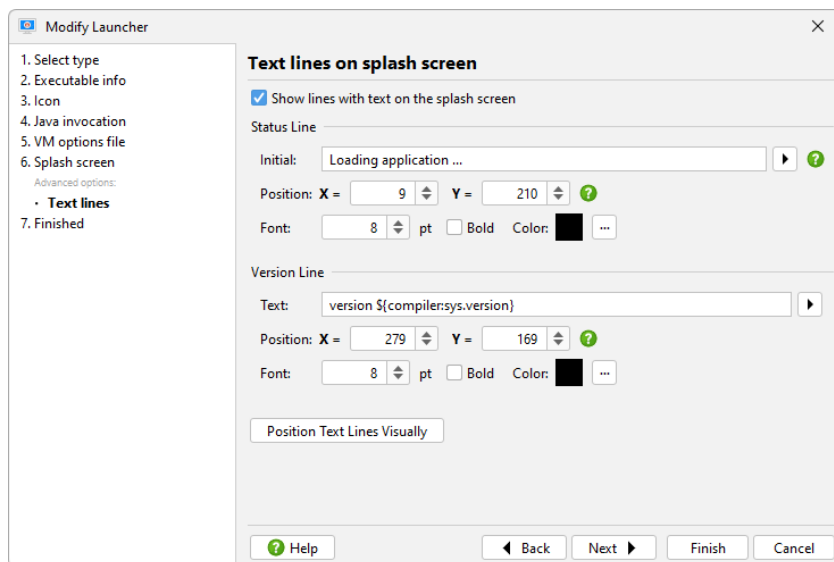 Modify Launcher
1. Select type
2. Executable info
3. Icon
4. Java invocation
5. VM options file
6. Splash screen
Advanced options:
· Text lines
7. Finished
Text lines on splash screen
Show lines with text on the splash screen
Status Line
Initial: Loading application ...
Position: X = 9 Y = 210 ?
Font: 8 pt Bold Color: ...
Version Line
Text: version ${compiler:sys.version}
Position: X = 279 Y = 169 ?
Font: 8 pt Bold Color: ...
Position Text Lines Visually
? Help Back Next Finish Cancel